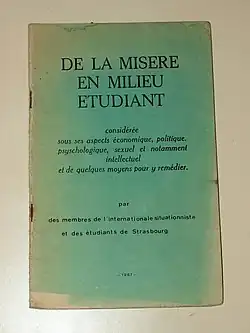 DE LA MISERE
EN MILIEU
ETUDIANT
considérée
sous ses aspects économique, politique,
psychologique, sexuel et notamment
intellectuel
et de quelques moyens pour y remédier.
par
des membres de l'internationale situationniste
et des étudiants de Strasbourg